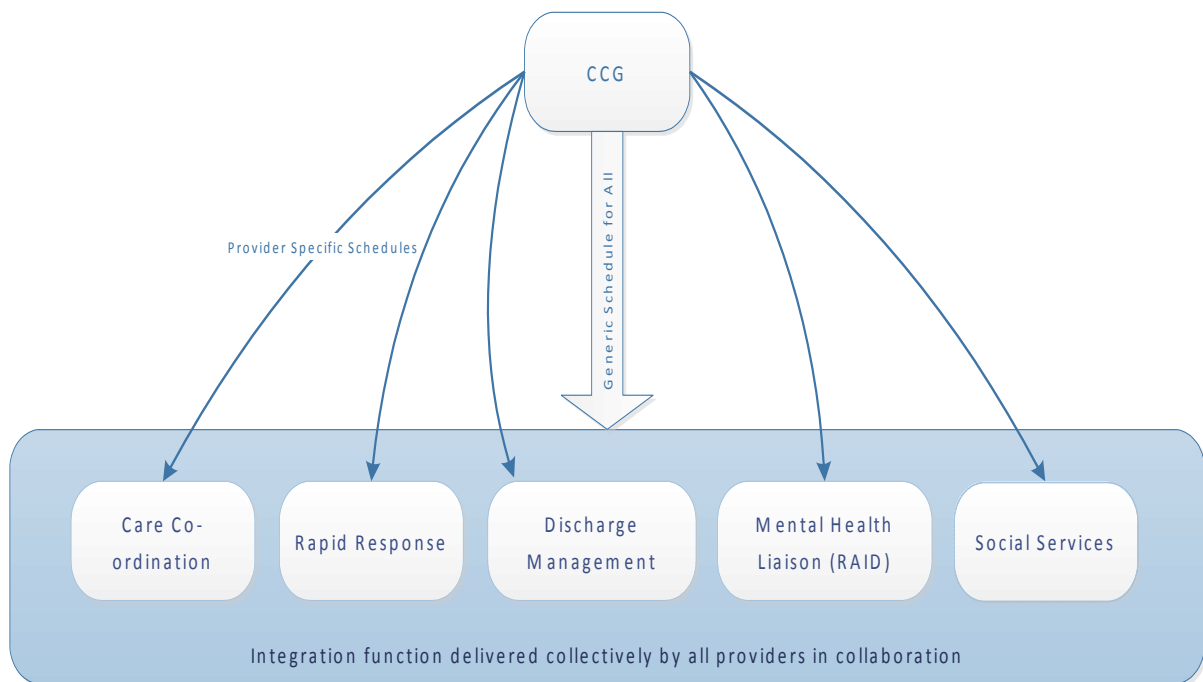 CCG
Generic Schedule for All
Provider Specific Schedules
Care Co-
ordination
Rapid Response
Discharge
Management
Mental Health
Liaison (RAID)
Social Services
Integration function delivered collectively by all providers in collaboration